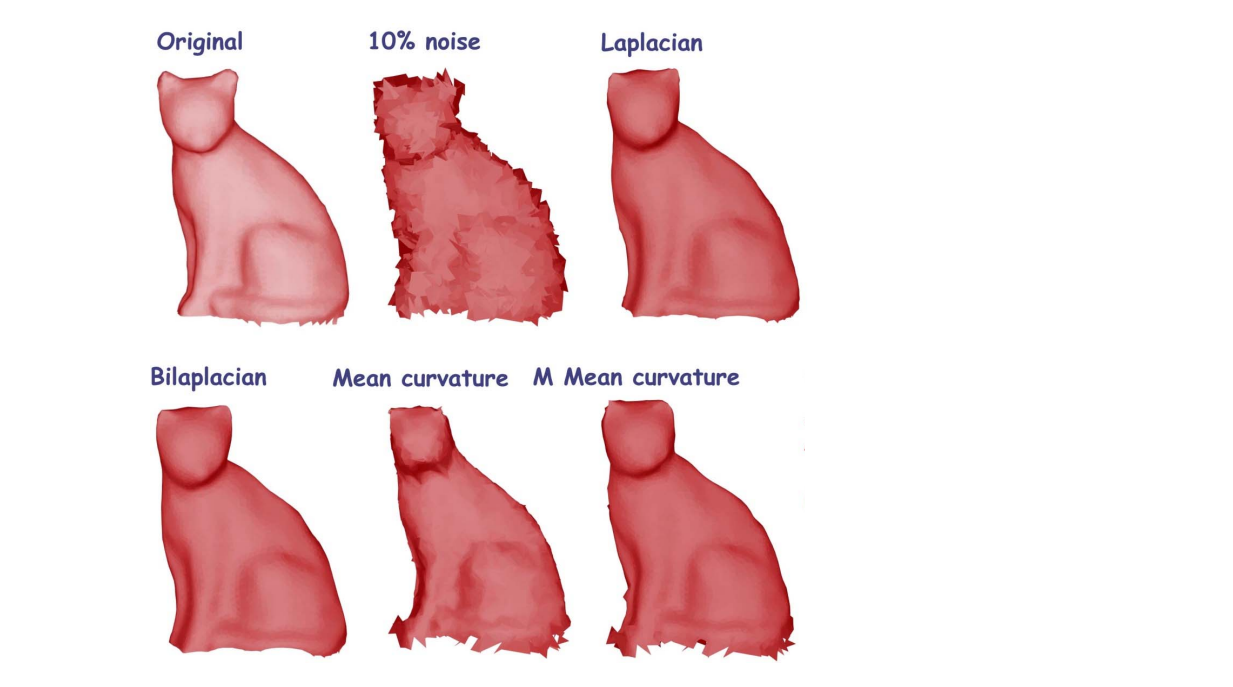 Original
10% noise
Laplacian
Bilaplacian
Mean curvature
M Mean curvature